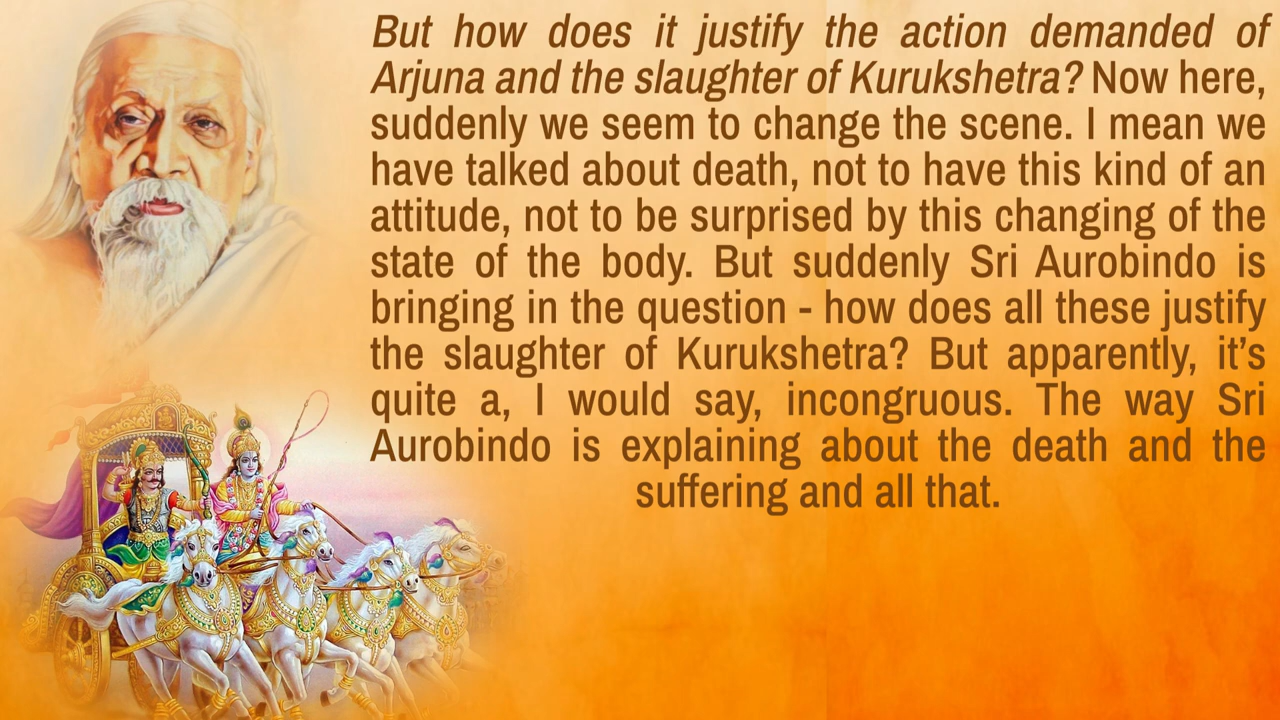 But how does it justify the action demanded of
Arjuna and the slaughter of Kurukshetra? Now here,
suddenly we seem to change the scene. I mean we
have talked about death, not to have this kind of an
attitude, not to be surprised by this changing of the
state of the body. But suddenly Sri Aurobindo is
bringing in the question - how does all these justify
the slaughter of Kurukshetra? But apparently, it’s
quite a, I would say, incongruous. The way Sri
Aurobindo is explaining about the death and the
suffering and all that.